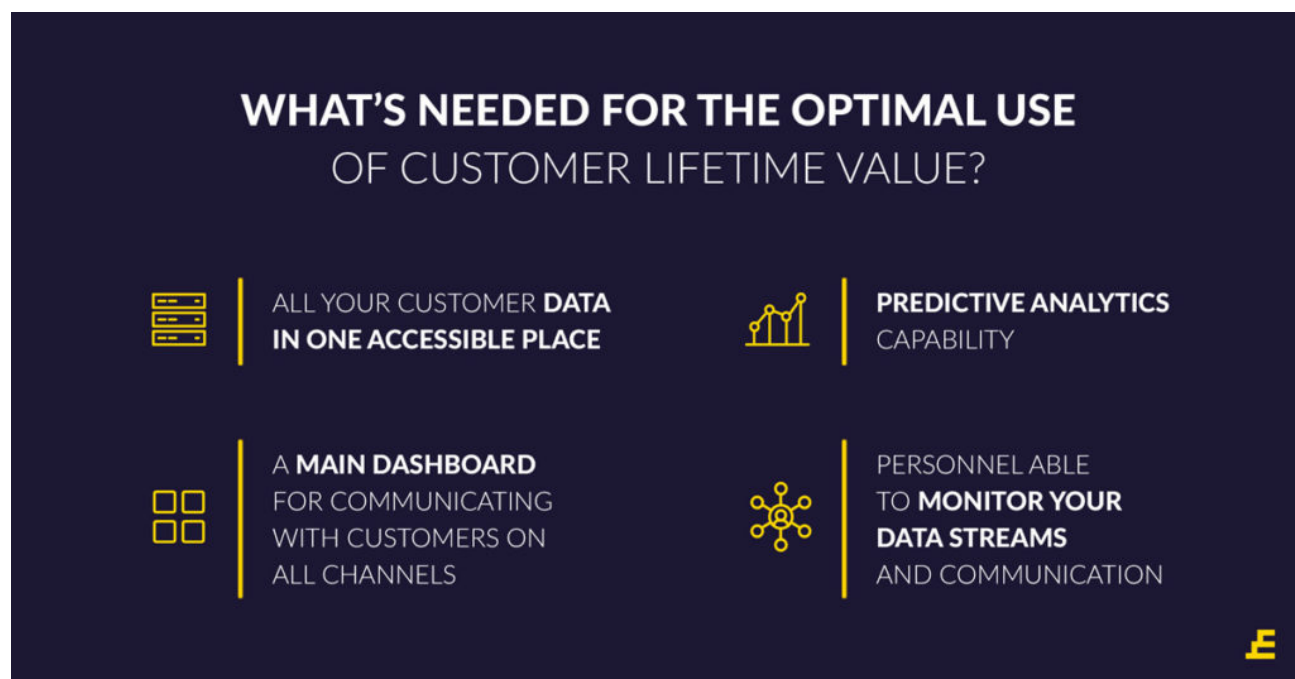 WHAT'S NEEDED FOR THE OPTIMAL USE
OF CUSTOMER LIFETIME VALUE?
ALL YOUR CUSTOMER DATA
IN ONE ACCESSIBLE PLACE
PREDICTIVE ANALYTICS
CAPABILITY
A MAIN DASHBOARD
FOR COMMUNICATING
WITH CUSTOMERS ON
ALL CHANNELS
PERSONNEL ABLE
TO MONITOR YOUR
DATA STREAMS
AND COMMUNICATION